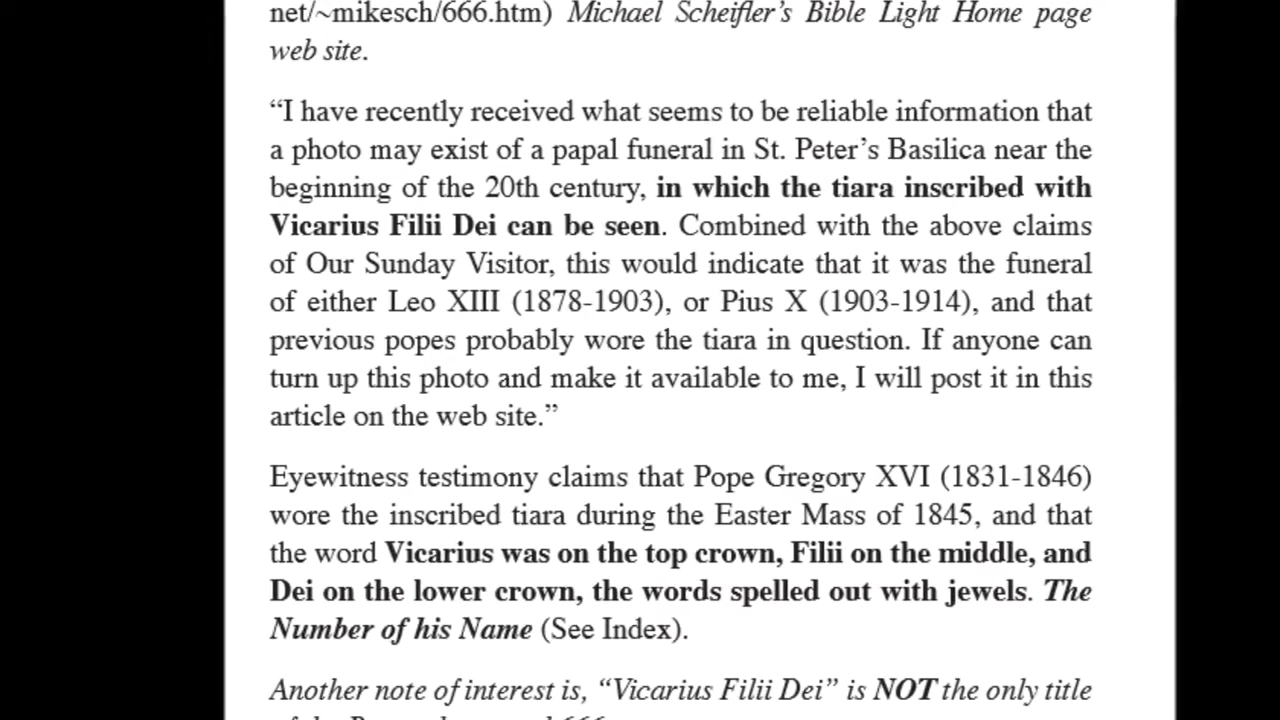 net/~mikesch/666.htm) Michael Scheifler’s Bible Light Home page
web site.
“I have recently received what seems to be reliable information that
a photo may exist of a papal funeral in St. Peter’s Basilica near the
beginning of the 20th century, in which the tiara inscribed with
Vicarius Filii Dei can be seen. Combined with the above claims
of Our Sunday Visitor, this would indicate that it was the funeral
of either Leo XIII (1878-1903), or Pius X (1903-1914), and that
previous popes probably wore the tiara in question. If anyone can
turn up this photo and make it available to me, I will post it in this
article on the web site.”
Eyewitness testimony claims that Pope Gregory XVI (1831-1846)
wore the inscribed tiara during the Easter Mass of 1845, and that
the word Vicarius was on the top crown, Filii on the middle, and
Dei on the lower crown, the words spelled out with jewels. The
Number of his Name (See Index).
Another note of interest is, “Vicarius Filii Dei” is NOT the only title